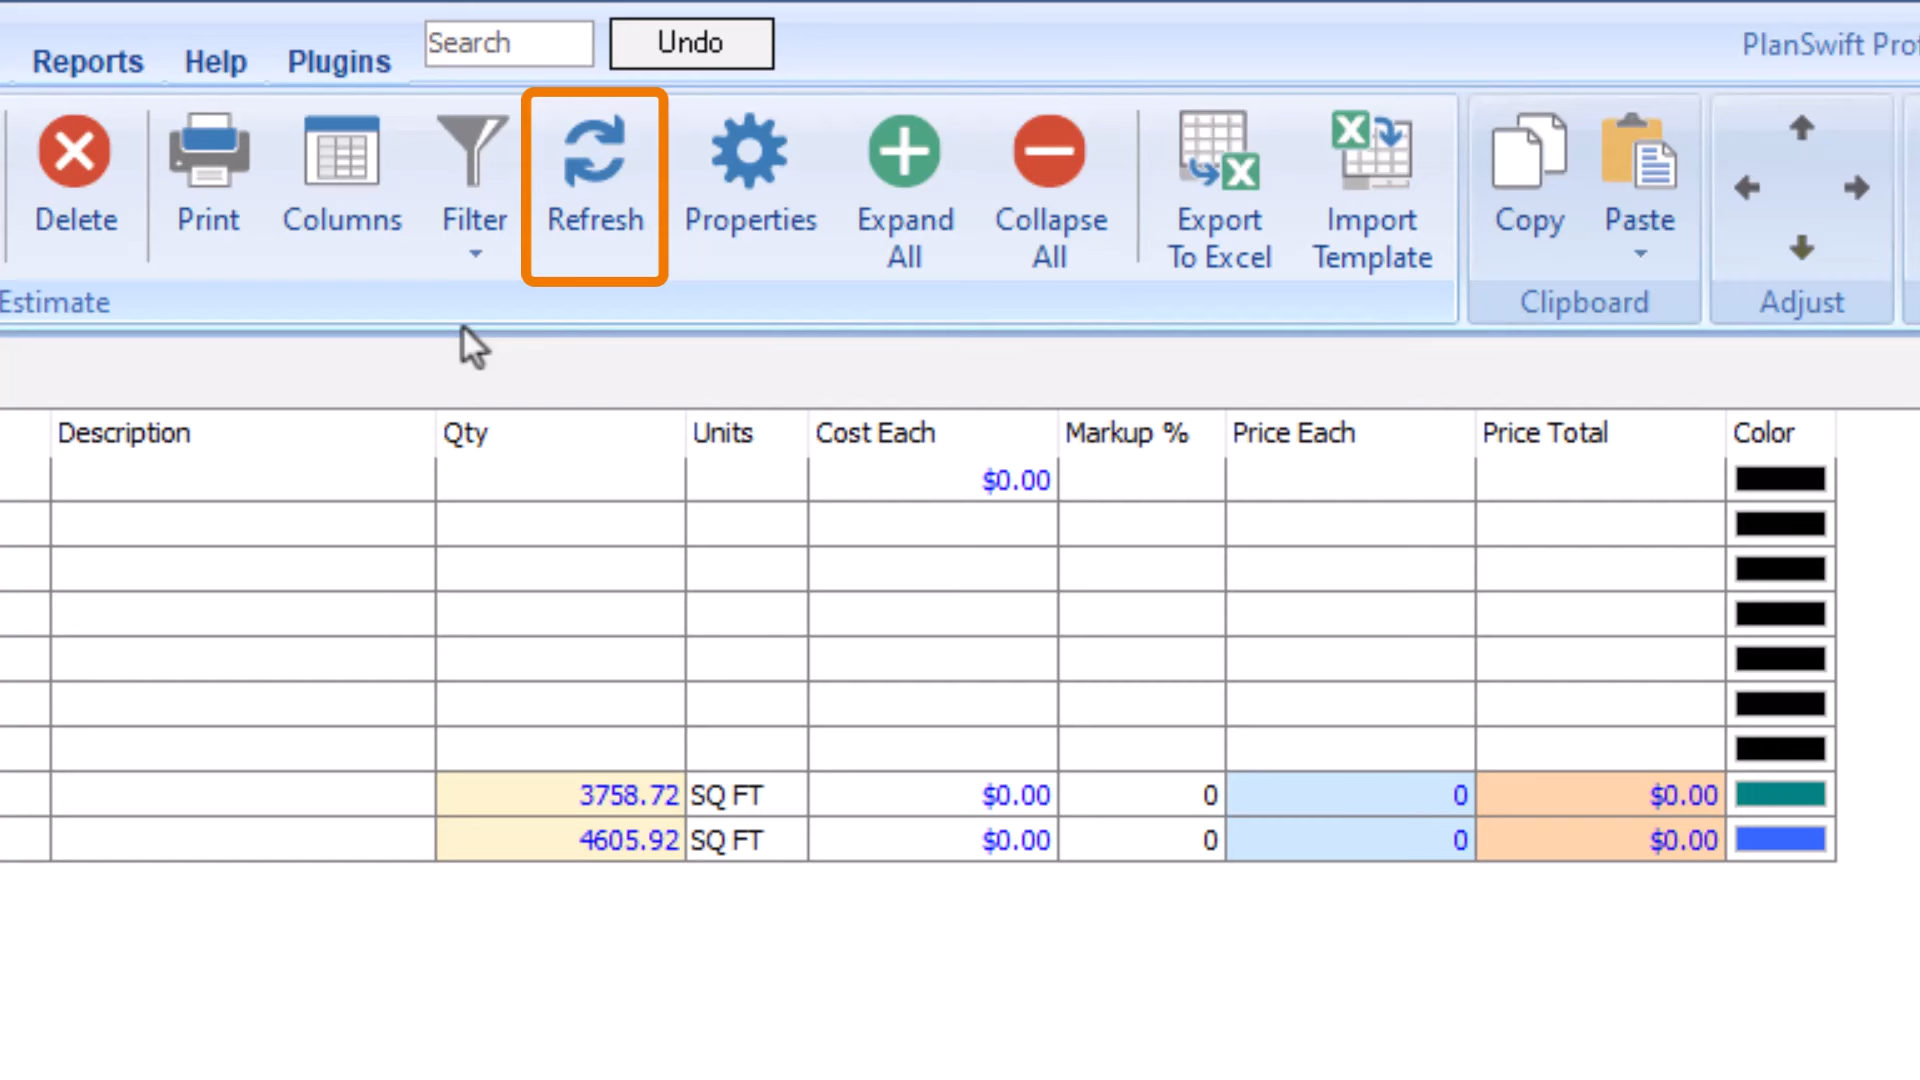 Reports Help Plugins Search Undo PlanSwift
Delete Print Columns Filter Refresh Properties Expand All Collapse All Export To Excel Import Template Copy Paste
Estimate Clipboard Adjust
Description Qty Units Cost Each Markup % Price Each Price Total Color
$0.00
3758.72 SQ FT $0.00 0 0 $0.00
4605.92 SQ FT $0.00 0 0 $0.00